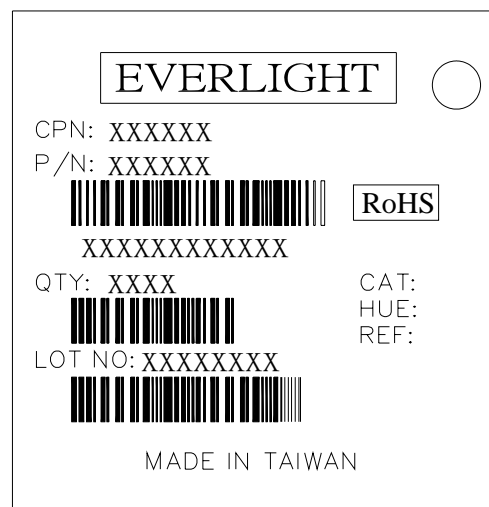 EVERLIGHT
CPN: XXXXXX
P/N: XXXXXX
RoHS
XXXXXXXXXXXX
QTY: XXXX
CAT:
HUE:
REF:
LOT NO: XXXXXXXX
MADE IN TAIWAN